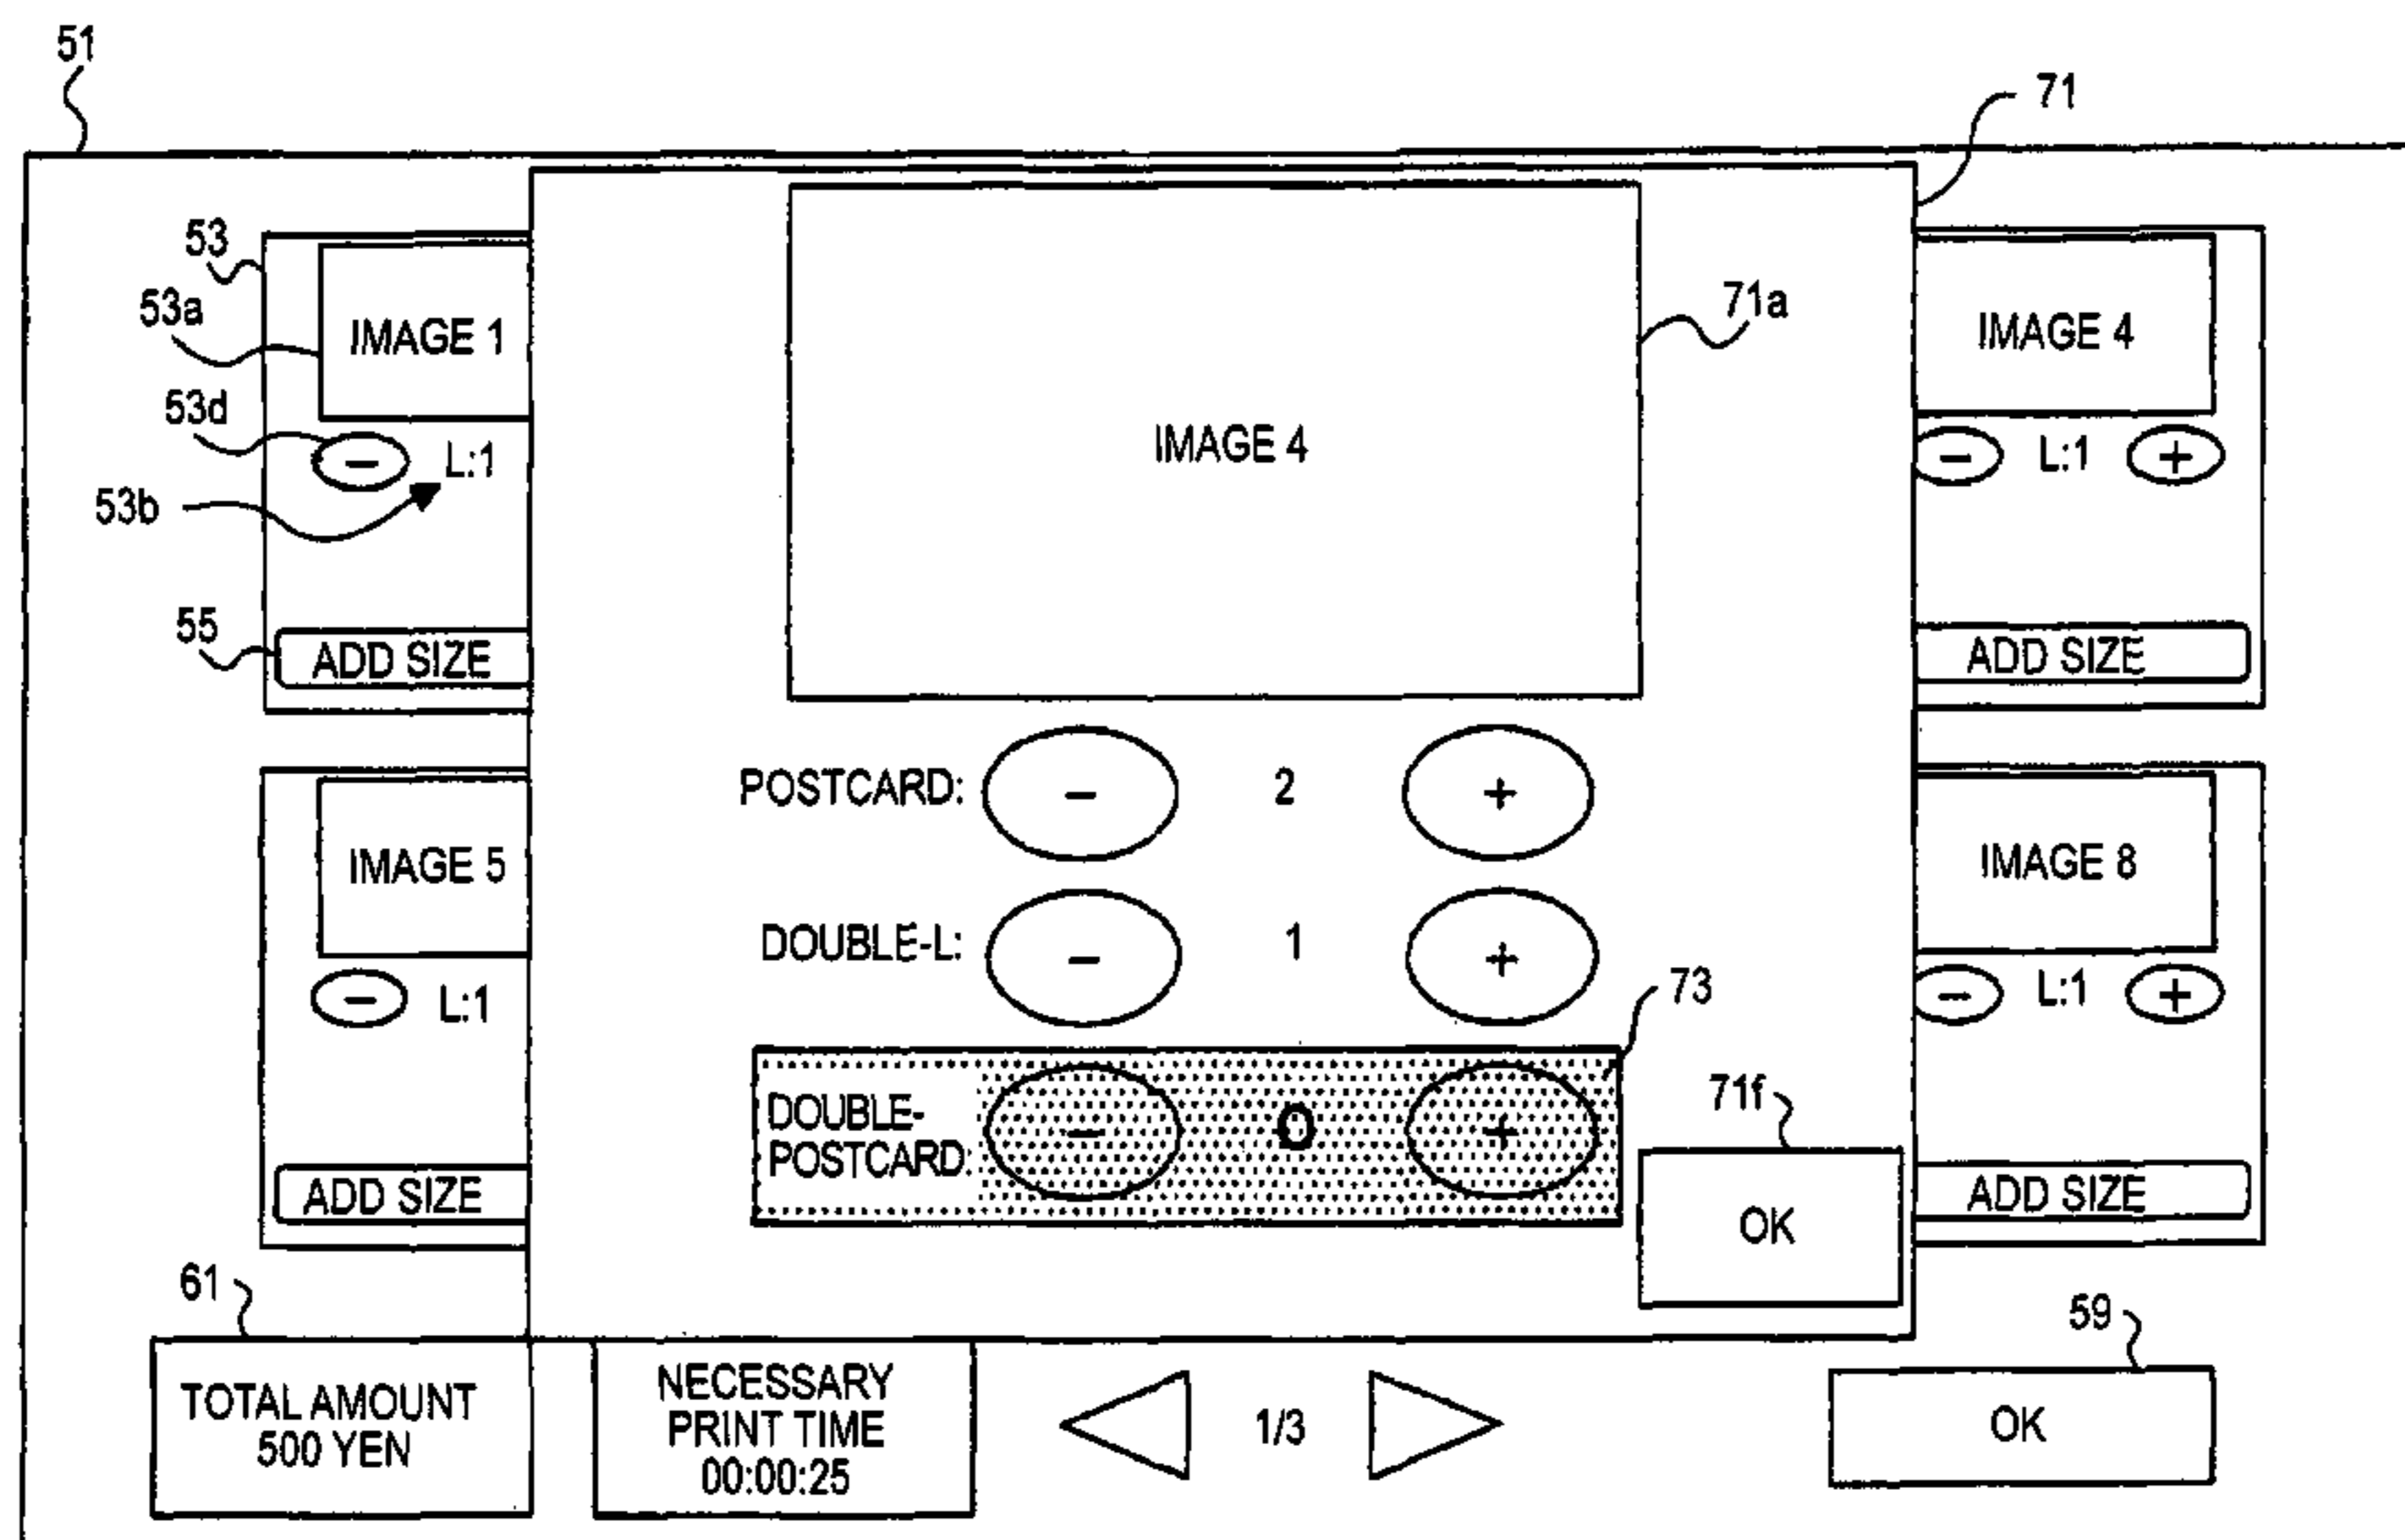 51
71
53
53a
IMAGE 1
71a
IMAGE 4
IMAGE 4
53d
− L:1
− L:1 +
53b
55
ADD SIZE
ADD SIZE
POSTCARD: − 2 +
IMAGE 5
IMAGE 8
DOUBLE-L: − 1 +
73
− L:1
− L:1 +
DOUBLE-
POSTCARD: − 0 +
71f
ADD SIZE
ADD SIZE
OK
61
59
TOTAL AMOUNT
500 YEN
NECESSARY
PRINT TIME
00:00:25
1/3
OK